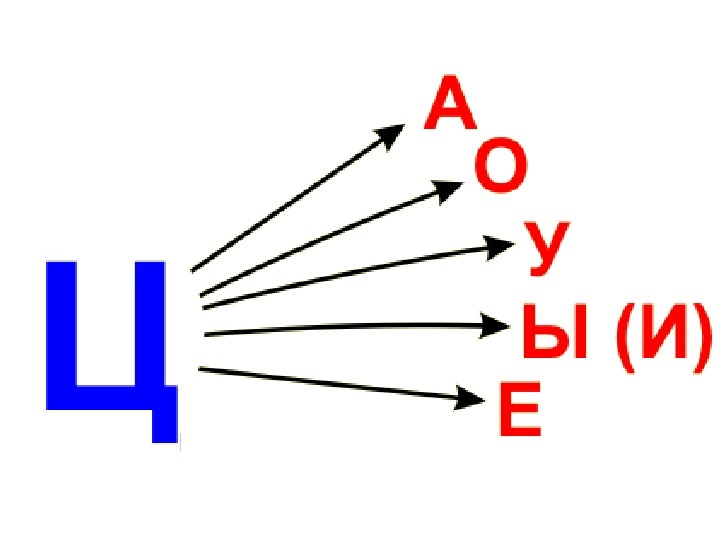 Ц
А
О
У
Ы (И)
Е